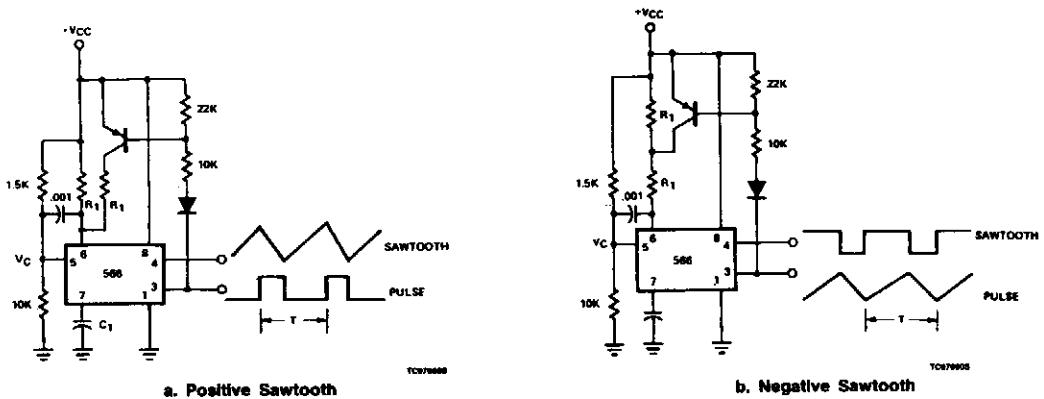 +VCC
22K
10K
1.5K
.001
R1
R1
VC
5
6
8
4
566
3
7
1
10K
C1
SAWTOOTH
PULSE
T
a. Positive Sawtooth
+VCC
22K
R1
10K
1.5K
.001
R1
VC
5
6
8
4
566
3
7
1
10K
SAWTOOTH
PULSE
T
b. Negative Sawtooth